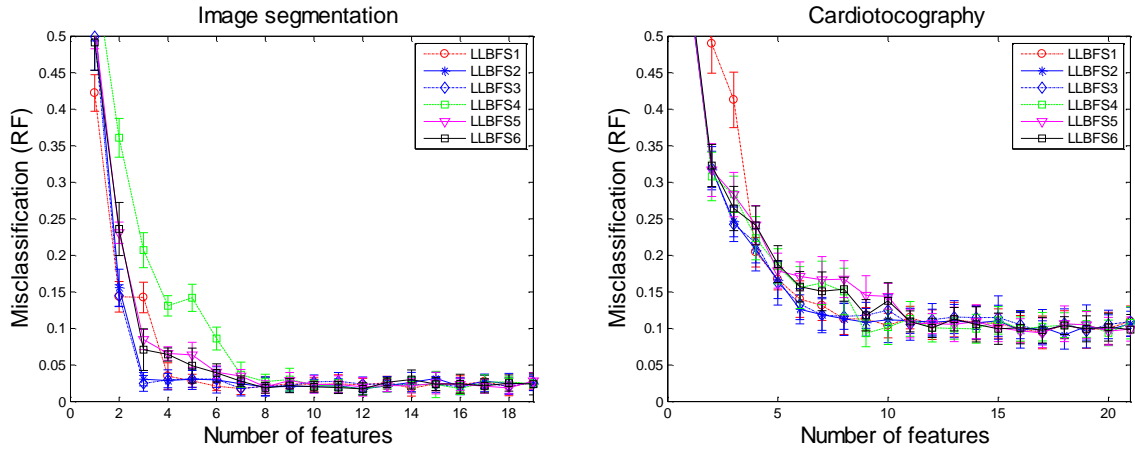 Image segmentation
0.5
0.45
0.4
0.35
0.3
0.25
0.2
0.15
0.1
0.05
0
Misclassification (RF)
0 2 4 6 8 10 12 14 16 18
Number of features
LLBFS1
LLBFS2
LLBFS3
LLBFS4
LLBFS5
LLBFS6
Cardiotocography
0.5
0.45
0.4
0.35
0.3
0.25
0.2
0.15
0.1
0.05
0
Misclassification (RF)
0 5 10 15 20
Number of features
LLBFS1
LLBFS2
LLBFS3
LLBFS4
LLBFS5
LLBFS6